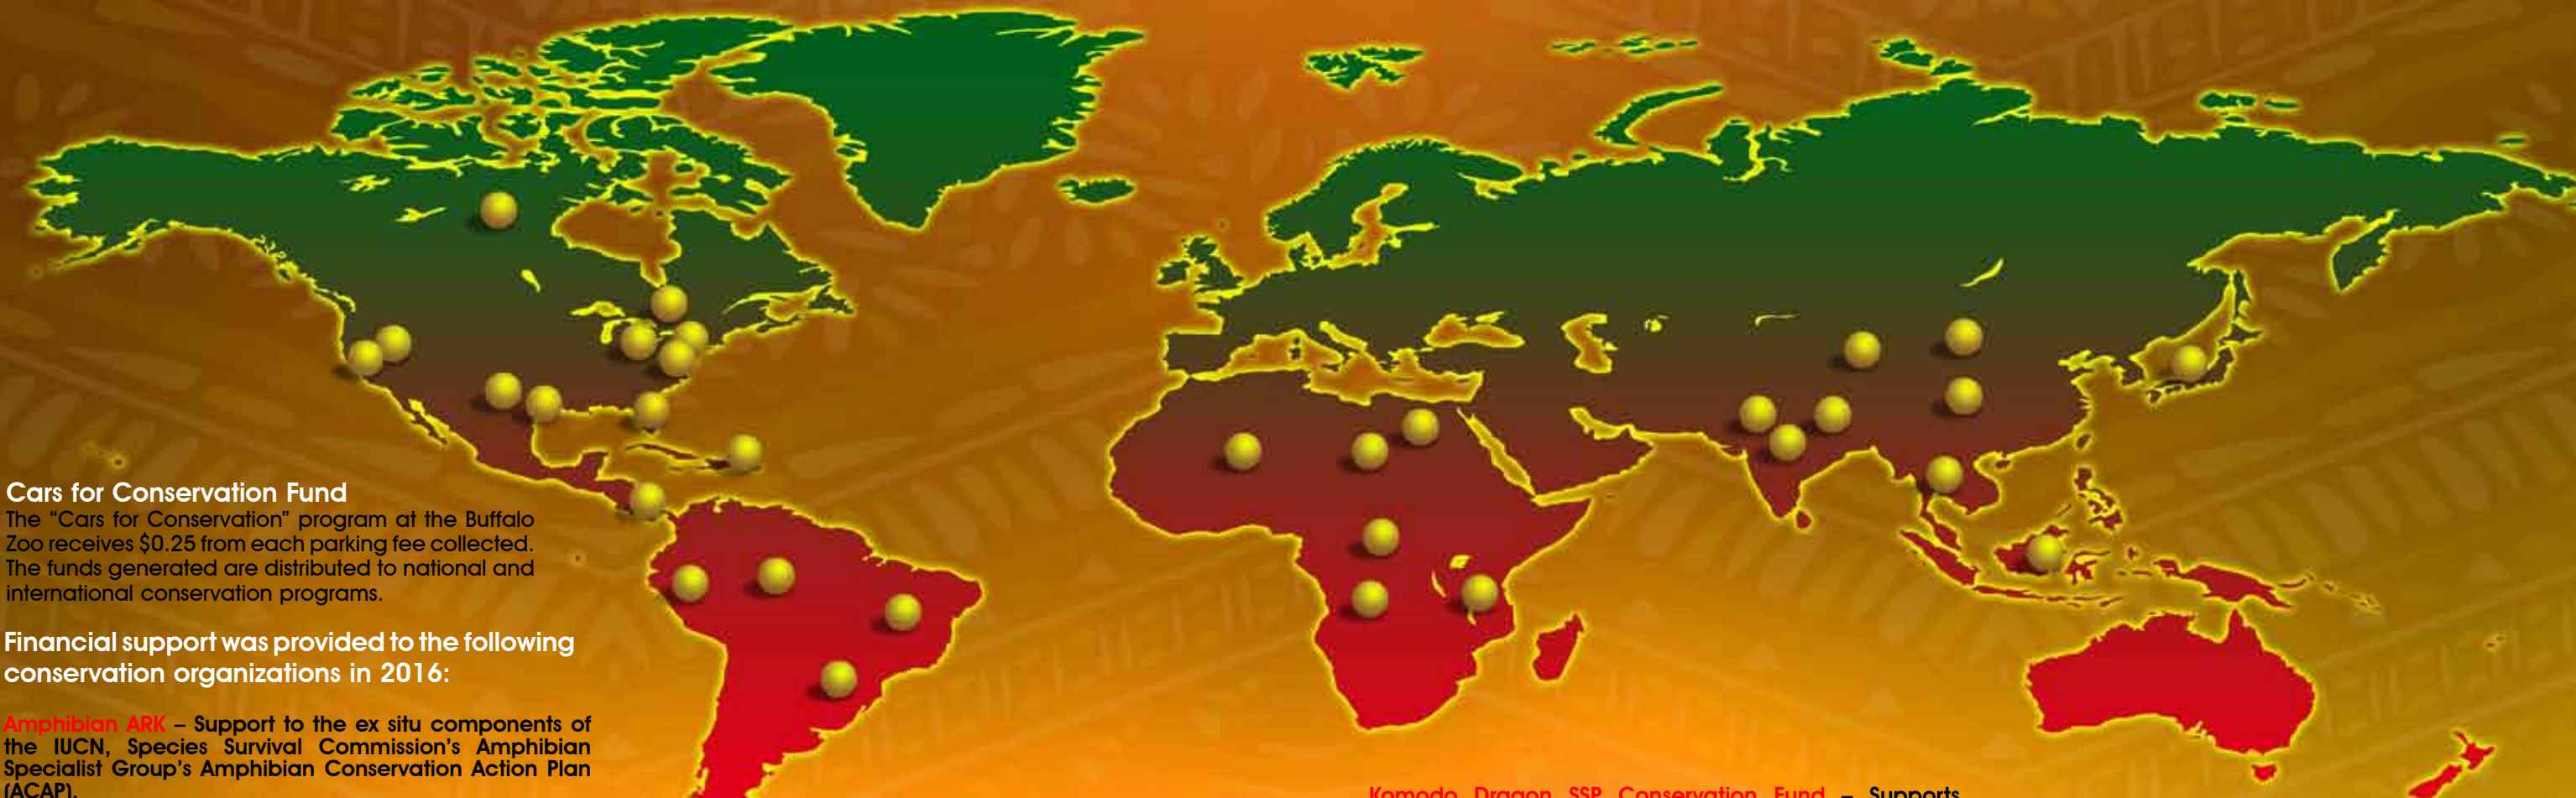 Cars for Conservation Fund
The “Cars for Conservation” program at the Buffalo
Zoo receives $0.25 from each parking fee collected.
The funds generated are distributed to national and
international conservation programs.
Financial support was provided to the following
conservation organizations in 2016:
Amphibian ARK – Support to the ex situ components of
the IUCN, Species Survival Commission’s Amphibian
Specialist Group’s Amphibian Conservation Action Plan
(ACAP).
Komodo Dragon SSP Conservation Fund – Supports